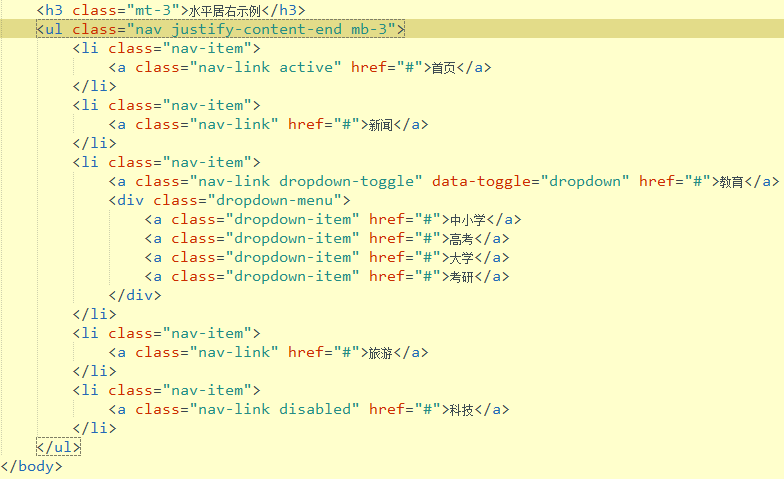 <h3 class="mt-3">水平居右示例</h3>
<ul class="nav justify-content-end mb-3">
<li class="nav-item">
<a class="nav-link active" href="#">首页</a>
</li>
<li class="nav-item">
<a class="nav-link" href="#">新闻</a>
</li>
<li class="nav-item">
<a class="nav-link dropdown-toggle" data-toggle="dropdown" href="#">教育</a>
<div class="dropdown-menu">
<a class="dropdown-item" href="#">中小学</a>
<a class="dropdown-item" href="#">高考</a>
<a class="dropdown-item" href="#">大学</a>
<a class="dropdown-item" href="#">考研</a>
</div>
</li>
<li class="nav-item">
<a class="nav-link" href="#">旅游</a>
</li>
<li class="nav-item">
<a class="nav-link disabled" href="#">科技</a>
</li>
</ul>
</body>